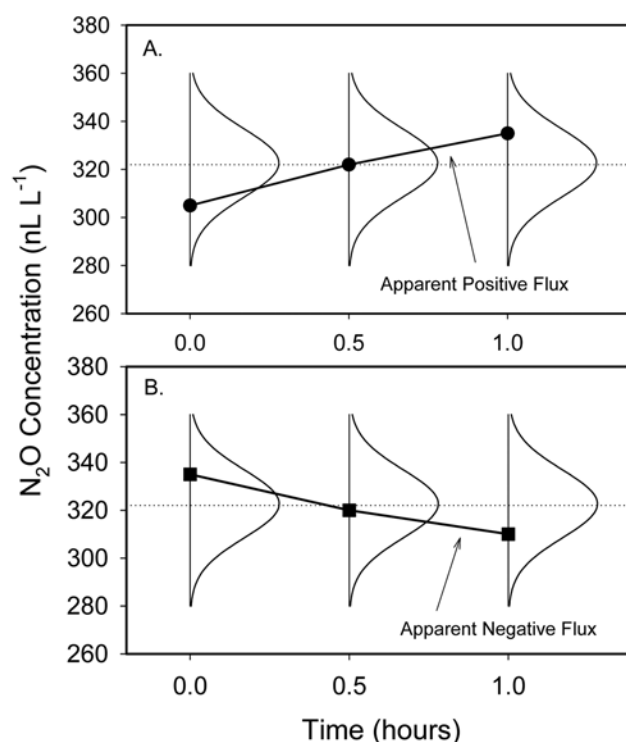 N₂O Concentration (nL L⁻¹)
380
A.
360
340
320
300
280
Apparent Positive Flux
260
0.0 0.5 1.0
380
B.
360
340
320
300
280
Apparent Negative Flux
260
0.0 0.5 1.0
Time (hours)